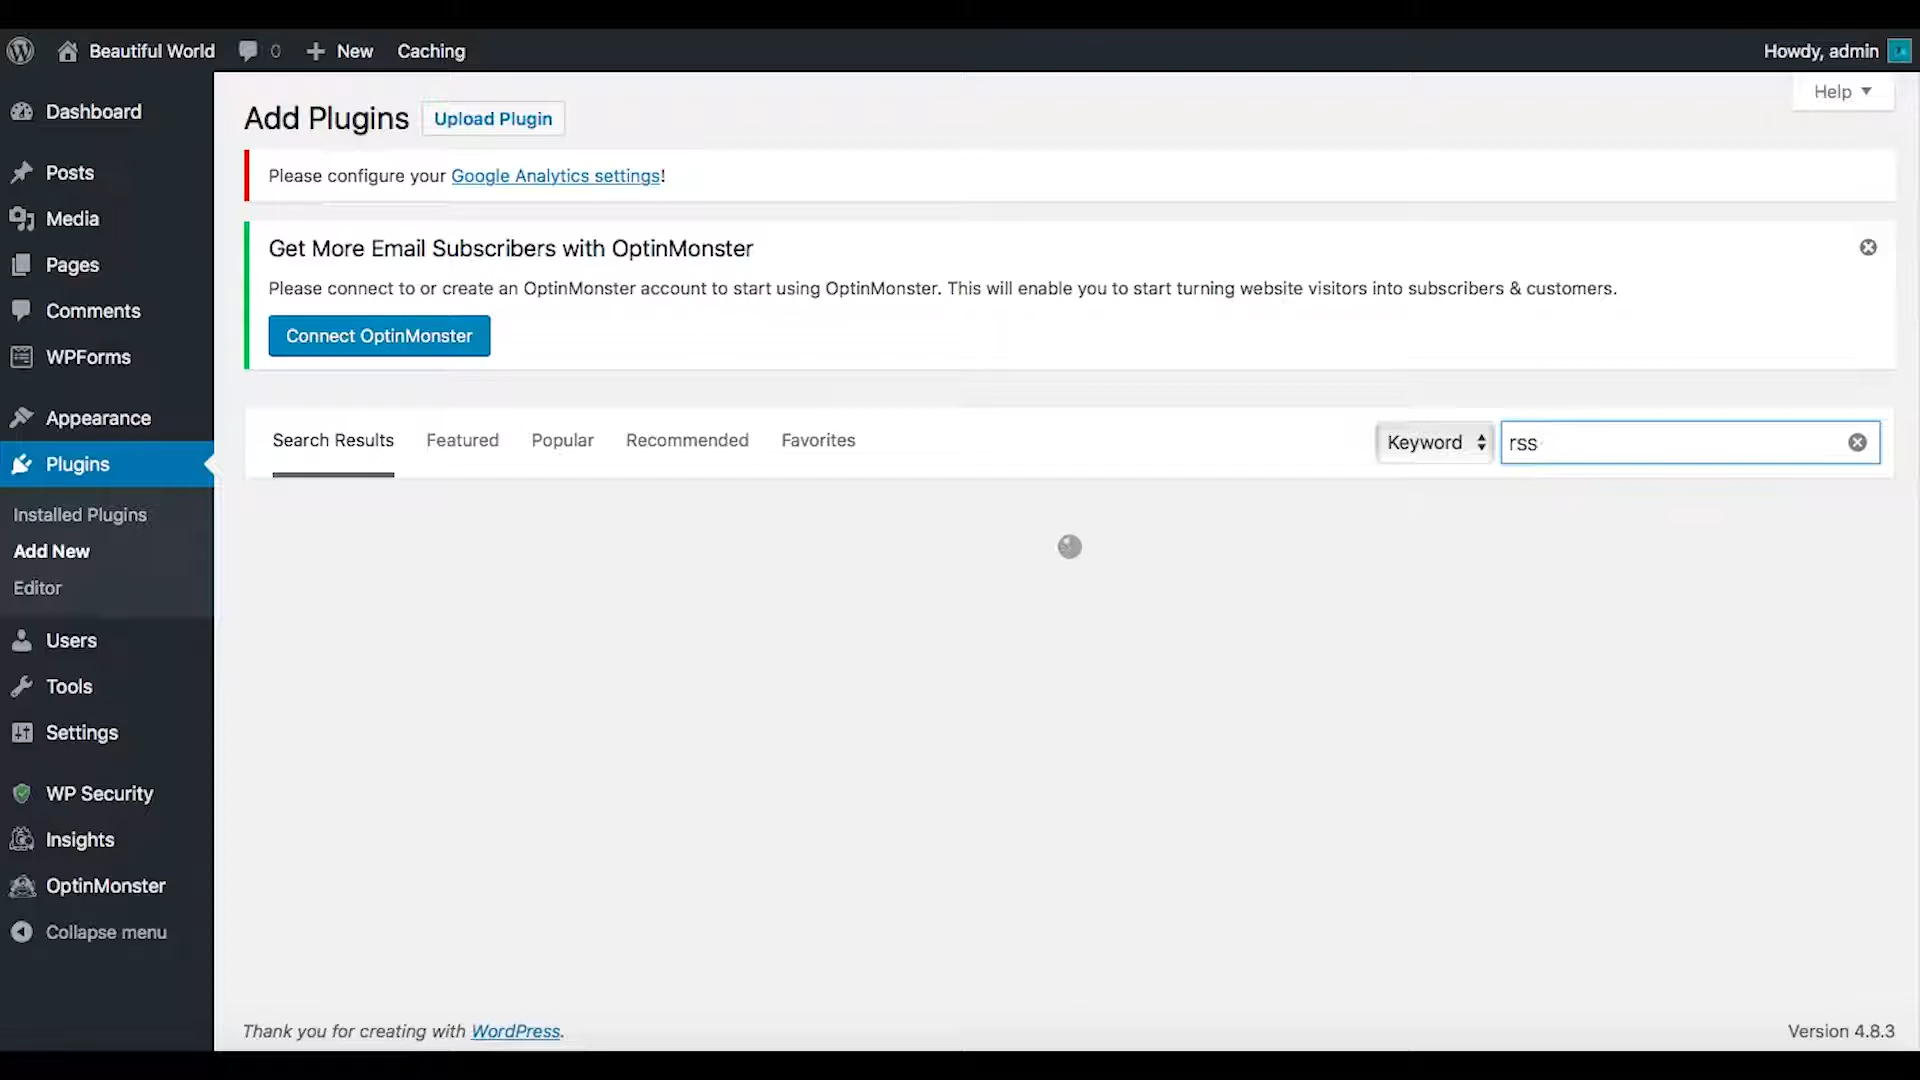 Beautiful World 0 New Caching Howdy, admin
Help
Dashboard
Posts
Media
Pages
Comments
WPForms
Appearance
Plugins
Installed Plugins
Add New
Editor
Users
Tools
Settings
WP Security
Insights
OptinMonster
Collapse menu
Add Plugins Upload Plugin
Please configure your Google Analytics settings!
Get More Email Subscribers with OptinMonster
Please connect to or create an OptinMonster account to start using OptinMonster. This will enable you to start turning website visitors into subscribers & customers.
Connect OptinMonster
Search Results Featured Popular Recommended Favorites Keyword rss
Thank you for creating with WordPress. Version 4.8.3